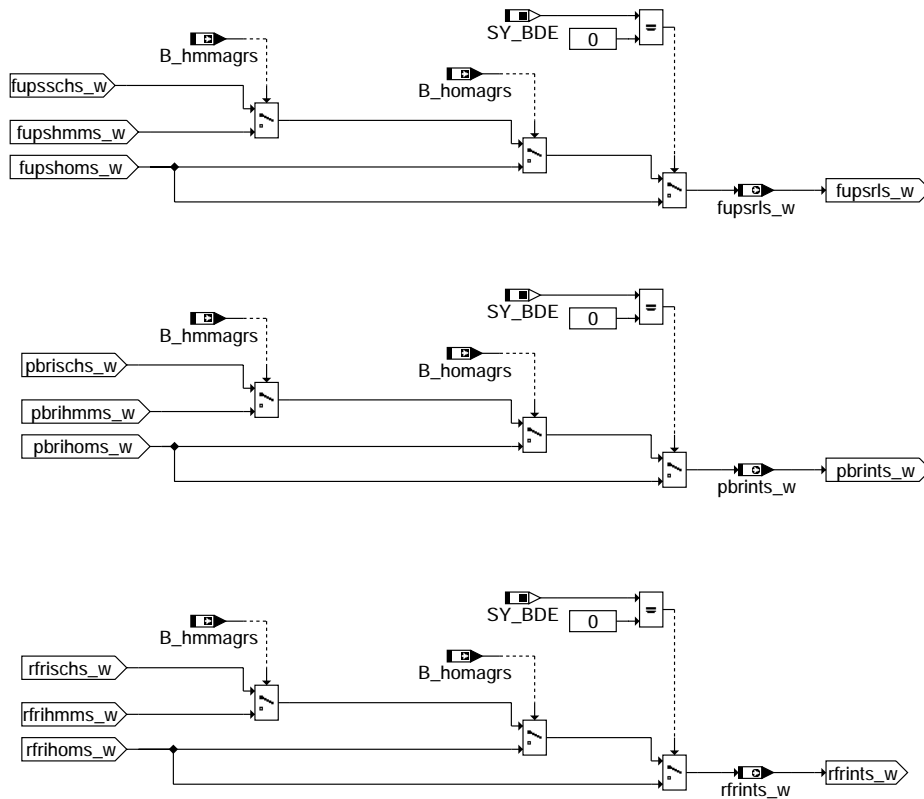 SY_BDE
0
B_hmmagrs
B_homagrs
fupsschs_w
fupshmms_w
fupshoms_w
fupsrls_w
fupsrls_w
SY_BDE
0
B_hmmagrs
B_homagrs
pbrischs_w
pbrihmms_w
pbrihoms_w
pbrints_w
pbrints_w
SY_BDE
0
B_hmmagrs
B_homagrs
rfrischs_w
rfrihmms_w
rfrihoms_w
rfrints_w
rfrints_w